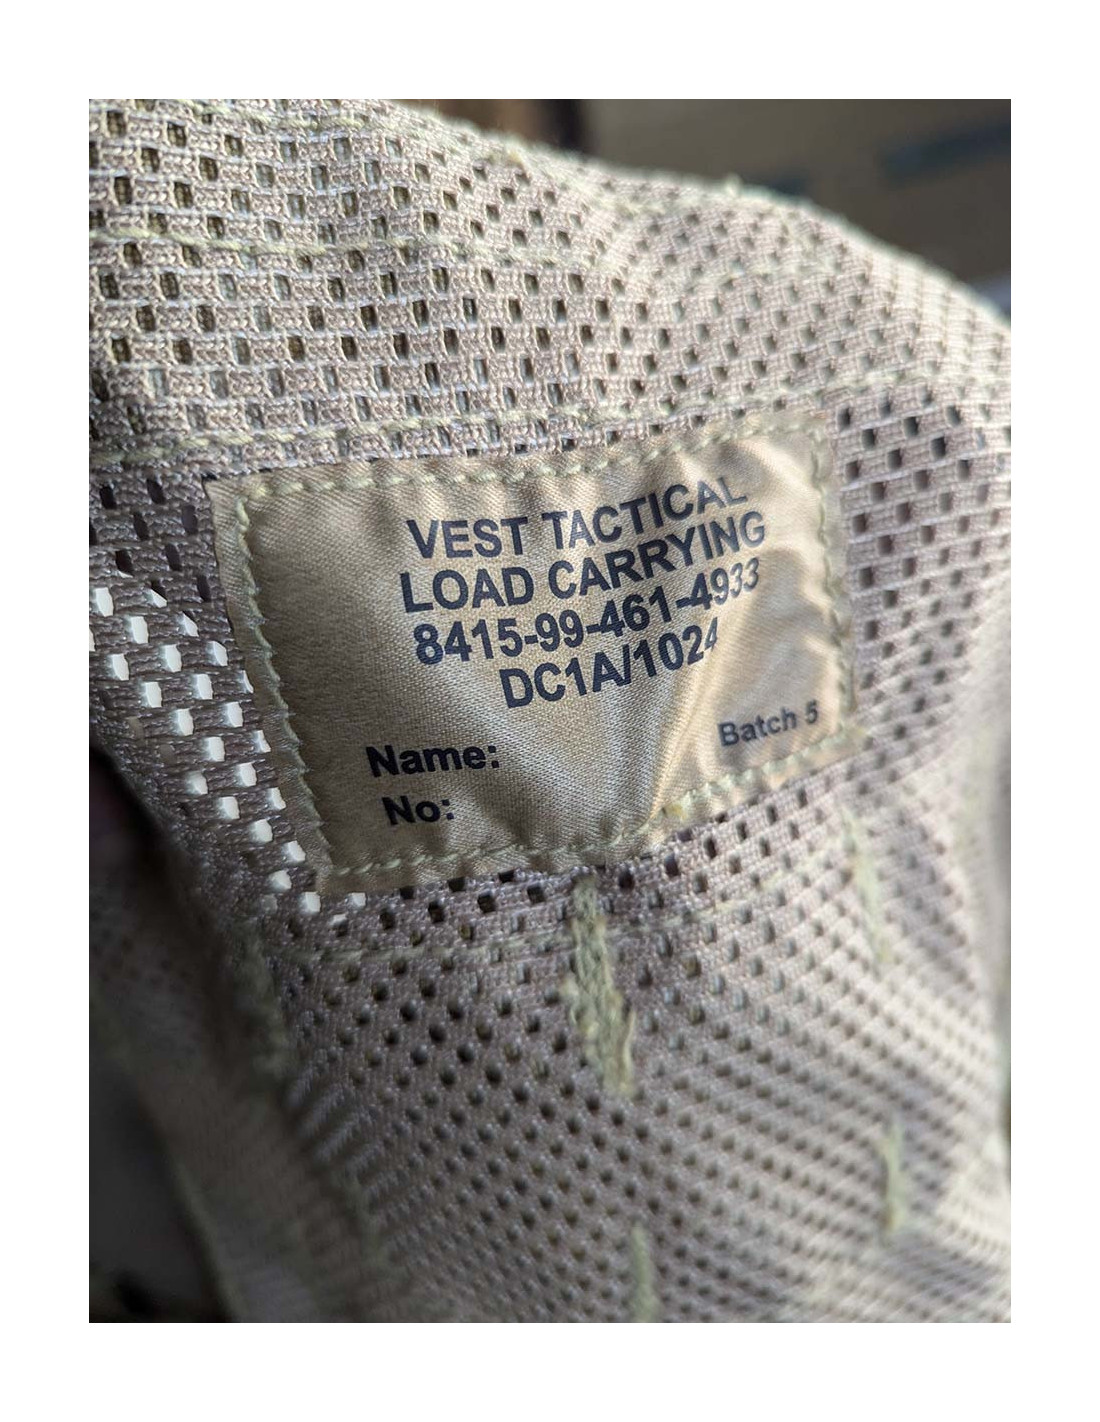 VEST TACTICAL
LOAD CARRYING
8415-99-461-4933
DC1A/1024
Batch 5
Name:
No: